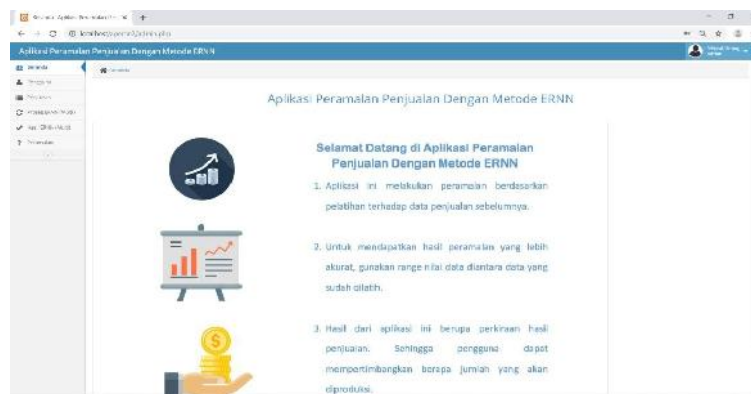 Aplikasi Peramalan Penjualan Dengan Metode ERNN
Beranda
Aplikasi Peramalan Penjualan Dengan Metode ERNN
Selamat Datang di Aplikasi Peramalan
Penjualan Dengan Metode ERNN
1. Aplikasi ini melakukan peramalan berdasarkan
pelatihan terhadap data penjualan sebelumnya.
2. Untuk mendapatkan hasil peramalan yang lebih
akurat, gunakan range nilai data diantara data yang
sudah dilatih.
3. Hasil dari aplikasi ini berupa perkiraan hasil
penjualan. Sehingga pengguna dapat
mempertimbangkan berapa jumlah yang akan
diproduksi.